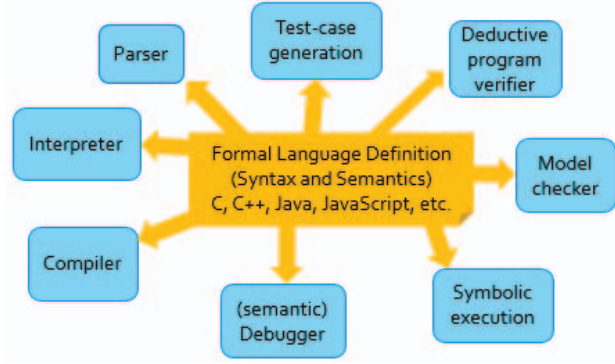 Test-case
generation
Deductive
program
verifier
Parser
Interpreter
Formal Language Definition
(Syntax and Semantics)
C, C++, Java, JavaScript, etc.
Model
checker
Compiler
(semantic)
Debugger
Symbolic
execution